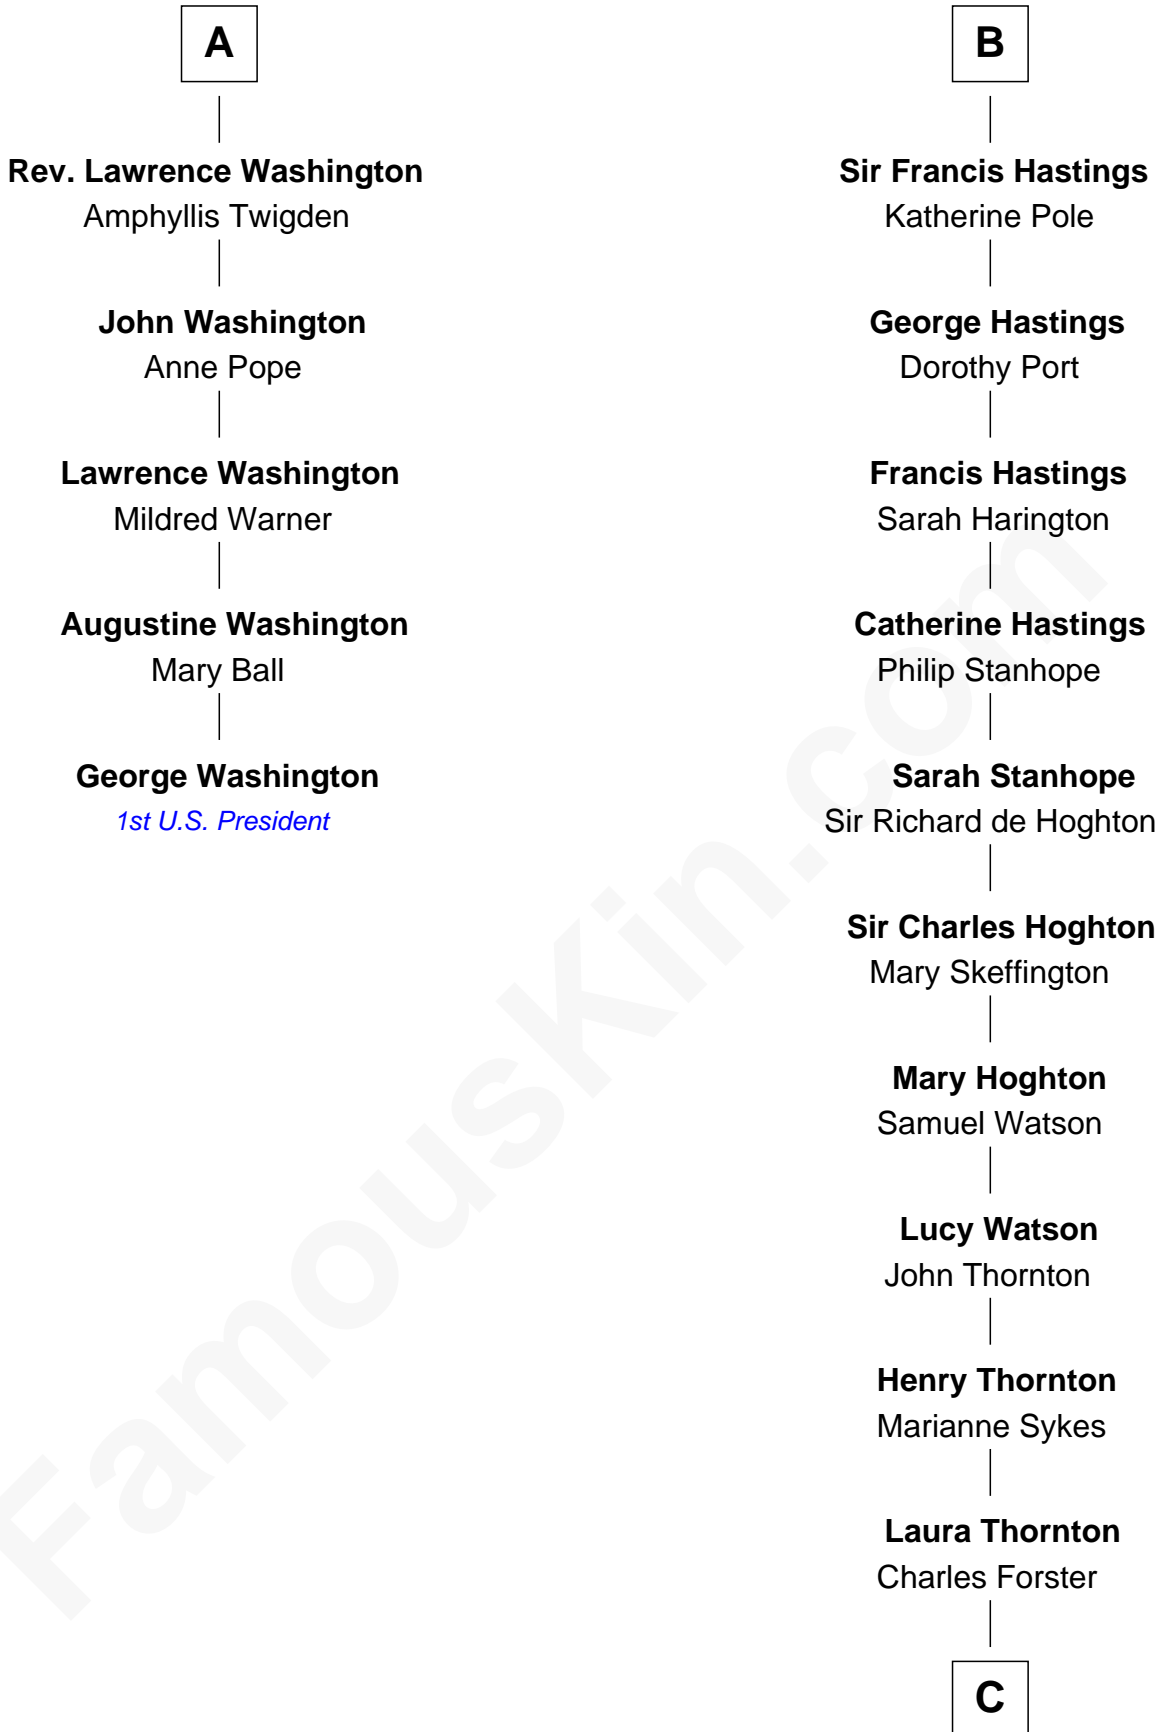 A
Rev. Lawrence Washington
Amphyllis Twigden
John Washington
Anne Pope
Lawrence Washington
Mildred Warner
Augustine Washington
Mary Ball
George Washington
1st U.S. President
B
Sir Francis Hastings
Katherine Pole
George Hastings
Dorothy Port
Francis Hastings
Sarah Harington
Catherine Hastings
Philip Stanhope
Sarah Stanhope
Sir Richard de Hoghton
Sir Charles Hoghton
Mary Skeffington
Mary Hoghton
Samuel Watson
Lucy Watson
John Thornton
Henry Thornton
Marianne Sykes
Laura Thornton
Charles Forster
C
FamousKin.com